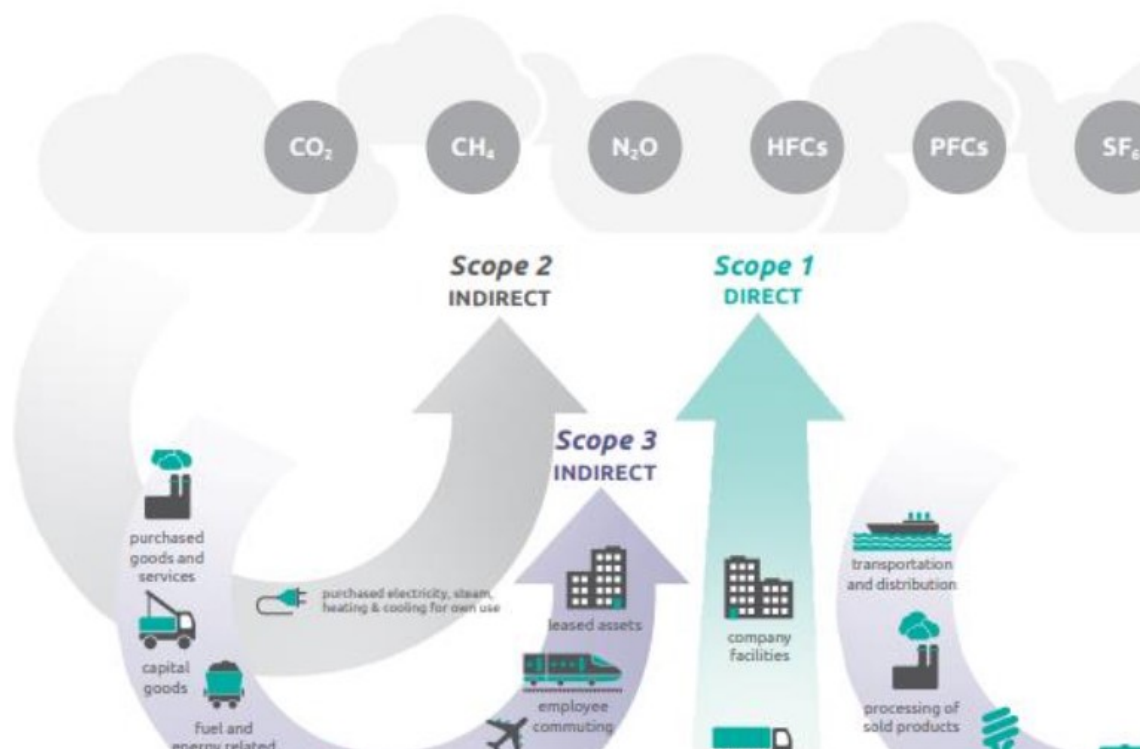 CO₂ CH₄ N₂O HFCs PFCs SF₆
Scope 2
INDIRECT
Scope 1
DIRECT
Scope 3
INDIRECT
purchased
goods and
services
capital
goods
fuel and
energy related
purchased electricity, steam,
heating & cooling for own use
leased assets
employee
commuting
company
facilities
transportation
and distribution
processing of
sold products